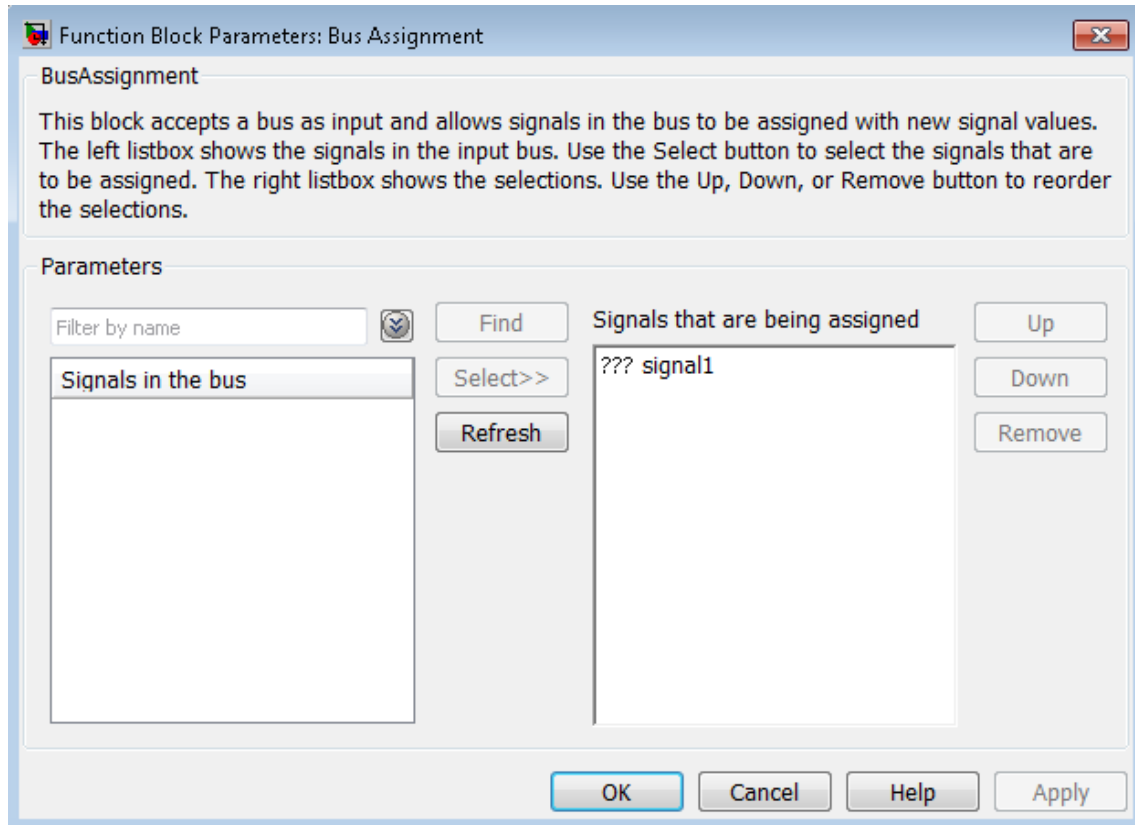 Function Block Parameters: Bus Assignment
BusAssignment
This block accepts a bus as input and allows signals in the bus to be assigned with new signal values.
The left listbox shows the signals in the input bus. Use the Select button to select the signals that are
to be assigned. The right listbox shows the selections. Use the Up, Down, or Remove button to reorder
the selections.
Parameters
Filter by name
Find
Signals that are being assigned
Up
Signals in the bus
Select>>
??? signal1
Down
Refresh
Remove
OK
Cancel
Help
Apply